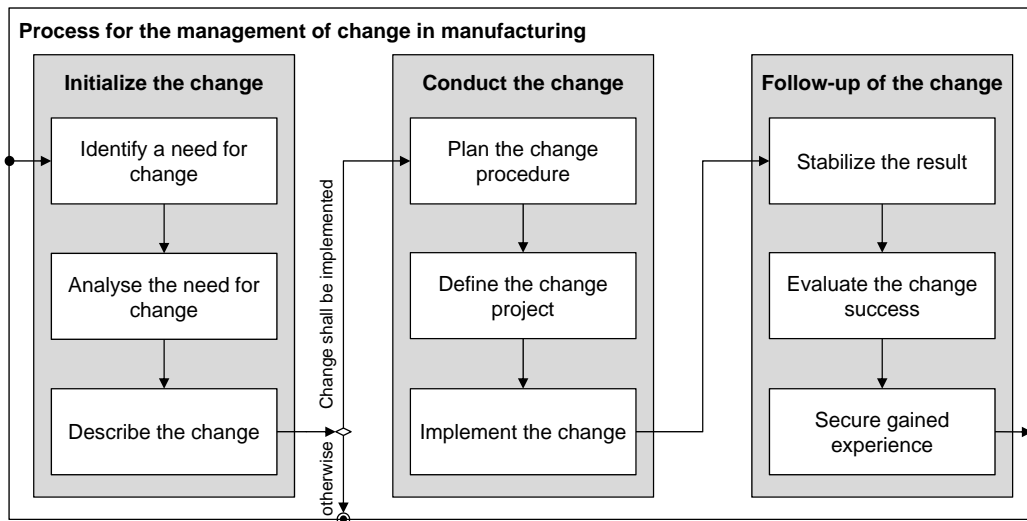 Process for the management of change in manufacturing
Initialize the change
Identify a need for
change
Analyse the need for
change
Describe the change
Change shall be implemented
otherwise
Conduct the change
Plan the change
procedure
Define the change
project
Implement the change
Follow-up of the change
Stabilize the result
Evaluate the change
success
Secure gained
experience